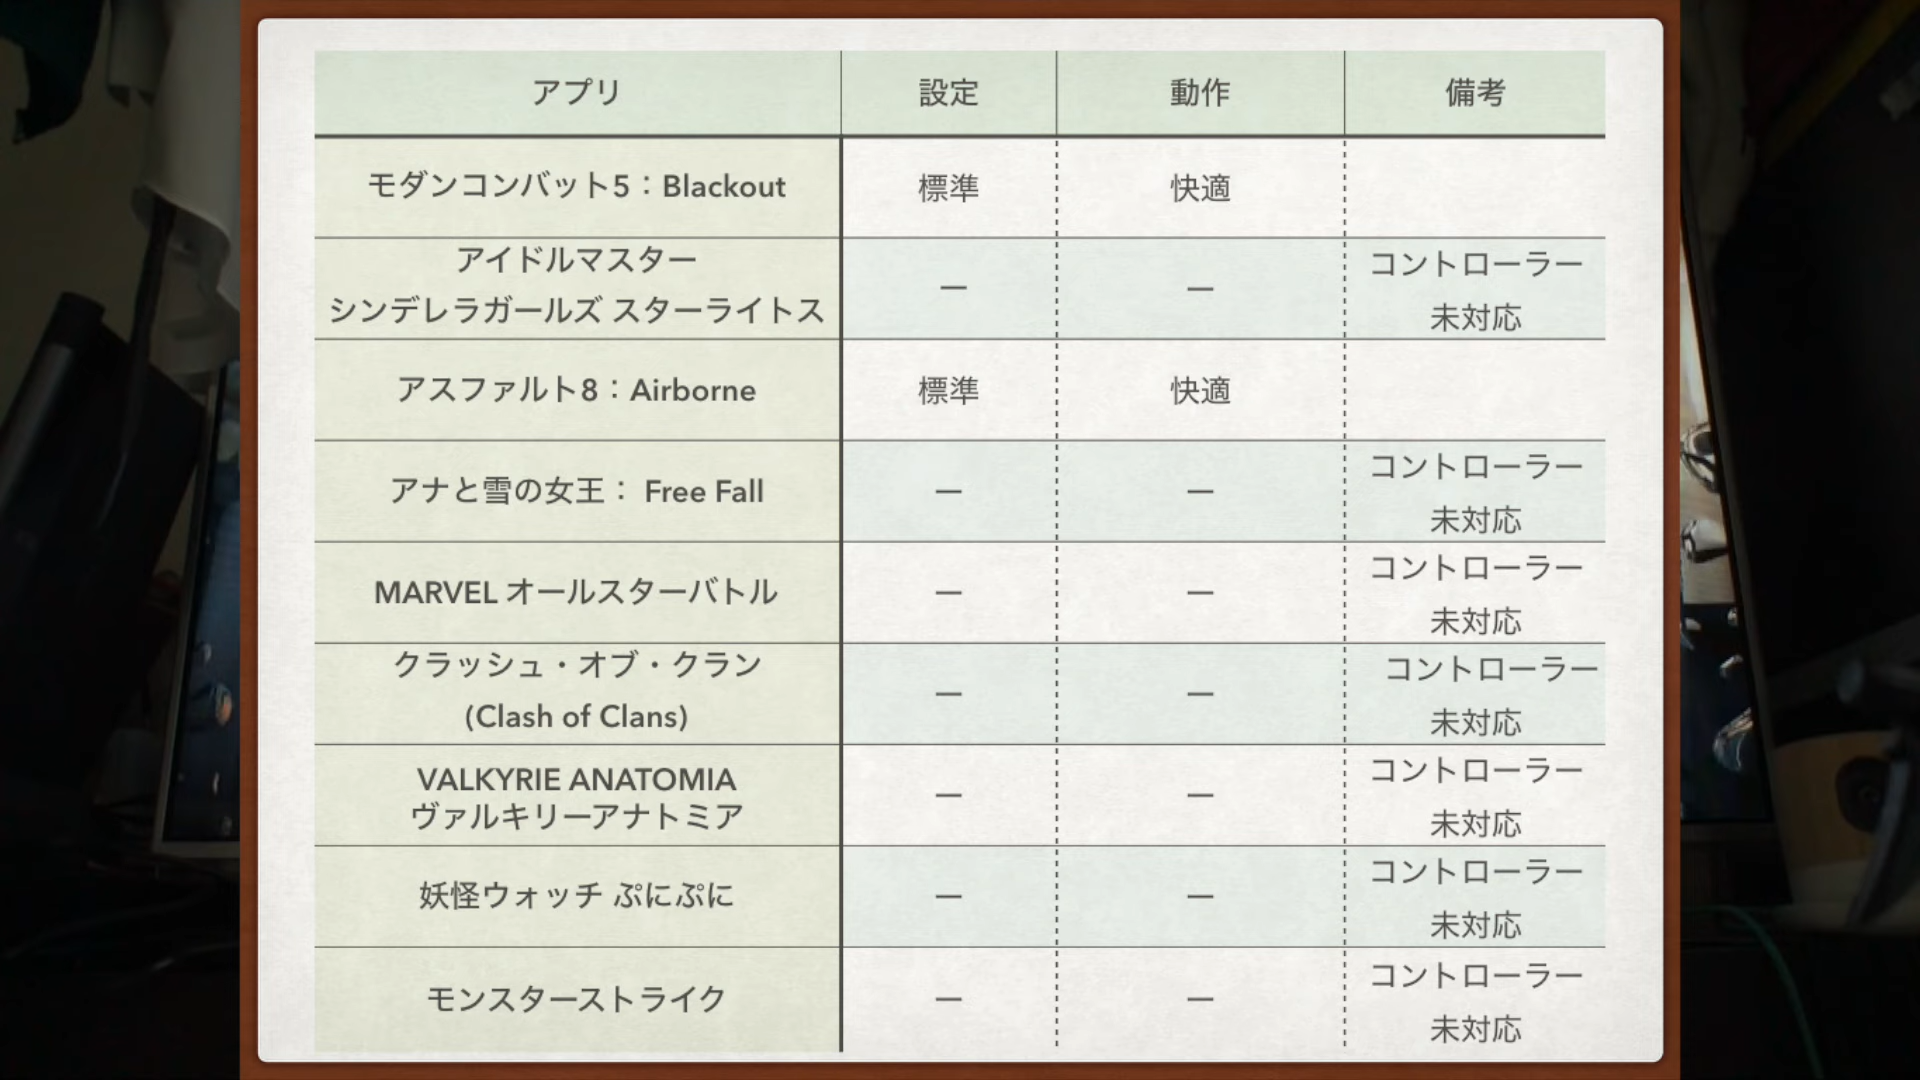 アプリ 設定 動作 備考
モダンコンバット5：Blackout 標準 快適
アイドルマスター
シンデレラガールズ スターライトス ー ー コントローラー
未対応
アスファルト8：Airborne 標準 快適
アナと雪の女王： Free Fall ー ー コントローラー
未対応
MARVEL オールスターバトル ー ー コントローラー
未対応
クラッシュ・オブ・クラン
(Clash of Clans) ー ー コントローラー
未対応
VALKYRIE ANATOMIA
ヴァルキリーアナトミア ー ー コントローラー
未対応
妖怪ウォッチ ぷにぷに ー ー コントローラー
未対応
モンスターストライク ー ー コントローラー
未対応